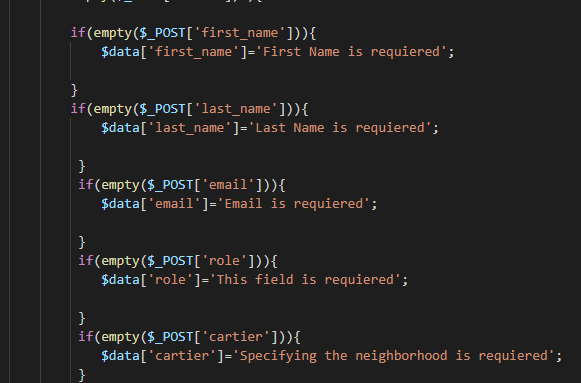 if(empty($_POST['first_name'])){
$data['first_name']='First Name is requiered';
}
if(empty($_POST['last_name'])){
$data['last_name']='Last Name is requiered';
}
if(empty($_POST['email'])){
$data['email']='Email is requiered';
}
if(empty($_POST['role'])){
$data['role']='This field is requiered';
}
if(empty($_POST['cartier'])){
$data['cartier']='Specifying the neighborhood is requiered';
}